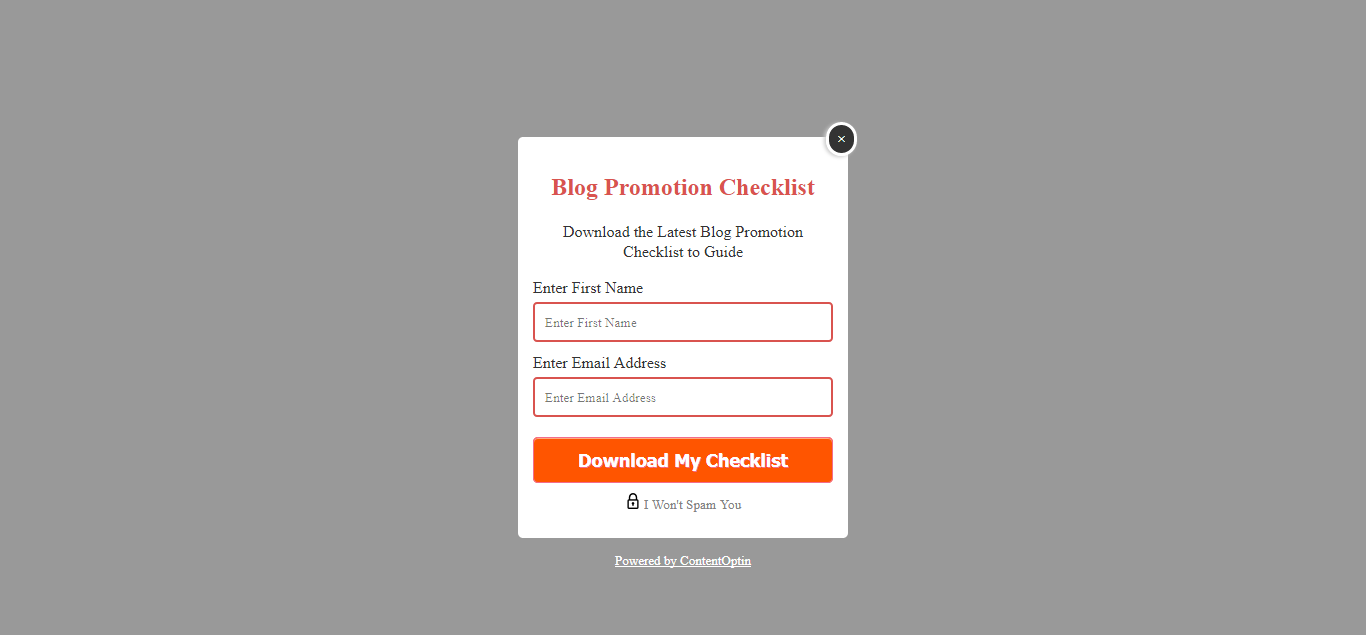 ×
Blog Promotion Checklist
Download the Latest Blog Promotion
Checklist to Guide
Enter First Name
Enter First Name
Enter Email Address
Enter Email Address
Download My Checklist
I Won't Spam You
Powered by ContentOptin